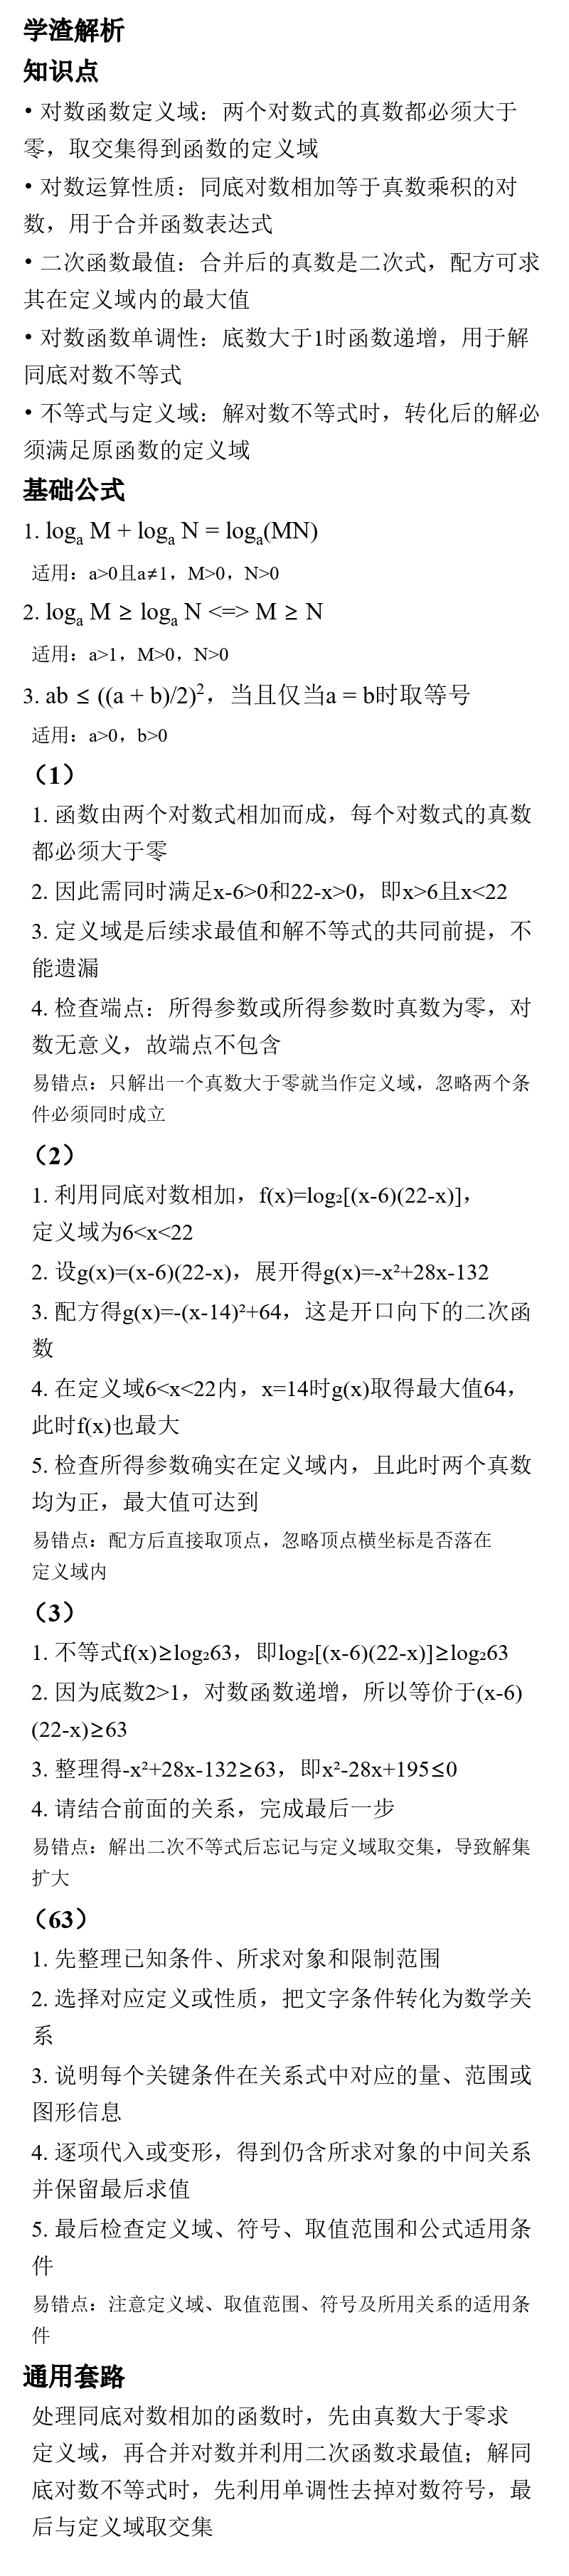 学渣解析
知识点
• 对数函数定义域：两个对数式的真数都必须大于
零，取交集得到函数的定义域
• 对数运算性质：同底对数相加等于真数乘积的对
数，用于合并函数表达式
• 二次函数最值：合并后的真数是二次式，配方可求
其在定义域内的最大值
• 对数函数单调性：底数大于1时函数递增，用于解
同底对数不等式
• 不等式与定义域：解对数不等式时，转化后的解必
须满足原函数的定义域
基础公式
1. logₐ M + logₐ N = logₐ(MN)
适用：a>0且a≠1，M>0，N>0
2. logₐ M ≥ logₐ N <=> M ≥ N
适用：a>1，M>0，N>0
3. ab ≤ ((a + b)/2)²，当且仅当a = b时取等号
适用：a>0，b>0
（1）
1. 函数由两个对数式相加而成，每个对数式的真数
都必须大于零
2. 因此需同时满足x-6>0和22-x>0，即x>6且x<22
3. 定义域是后续求最值和解不等式的共同前提，不
能遗漏
4. 检查端点：所得参数或所得参数时真数为零，对
数无意义，故端点不包含
易错点：只解出一个真数大于零就当作定义域，忽略两个条
件必须同时成立
（2）
1. 利用同底对数相加，f(x)=log₂[(x-6)(22-x)]，
定义域为6<x<22
2. 设g(x)=(x-6)(22-x)，展开得g(x)=-x²+28x-132
3. 配方得g(x)=-(x-14)²+64，这是开口向下的二次函
数
4. 在定义域6<x<22内，x=14时g(x)取得最大值64，
此时f(x)也最大
5. 检查所得参数确实在定义域内，且此时两个真数
均为正，最大值可达到
易错点：配方后直接取顶点，忽略顶点横坐标是否落在
定义域内
（3）
1. 不等式f(x)≥log₂63，即log₂[(x-6)(22-x)]≥log₂63
2. 因为底数2>1，对数函数递增，所以等价于(x-6)
(22-x)≥63
3. 整理得-x²+28x-132≥63，即x²-28x+195≤0
4. 请结合前面的关系，完成最后一步
易错点：解出二次不等式后忘记与定义域取交集，导致解集
扩大
（63）
1. 先整理已知条件、所求对象和限制范围
2. 选择对应定义或性质，把文字条件转化为数学关
系
3. 说明每个关键条件在关系式中对应的量、范围或
图形信息
4. 逐项代入或变形，得到仍含所求对象的中间关系
并保留最后求值
5. 最后检查定义域、符号、取值范围和公式适用条
件
易错点：注意定义域、取值范围、符号及所用关系的适用条
件
通用套路
处理同底对数相加的函数时，先由真数大于零求
定义域，再合并对数并利用二次函数求最值；解同
底对数不等式时，先利用单调性去掉对数符号，最
后与定义域取交集